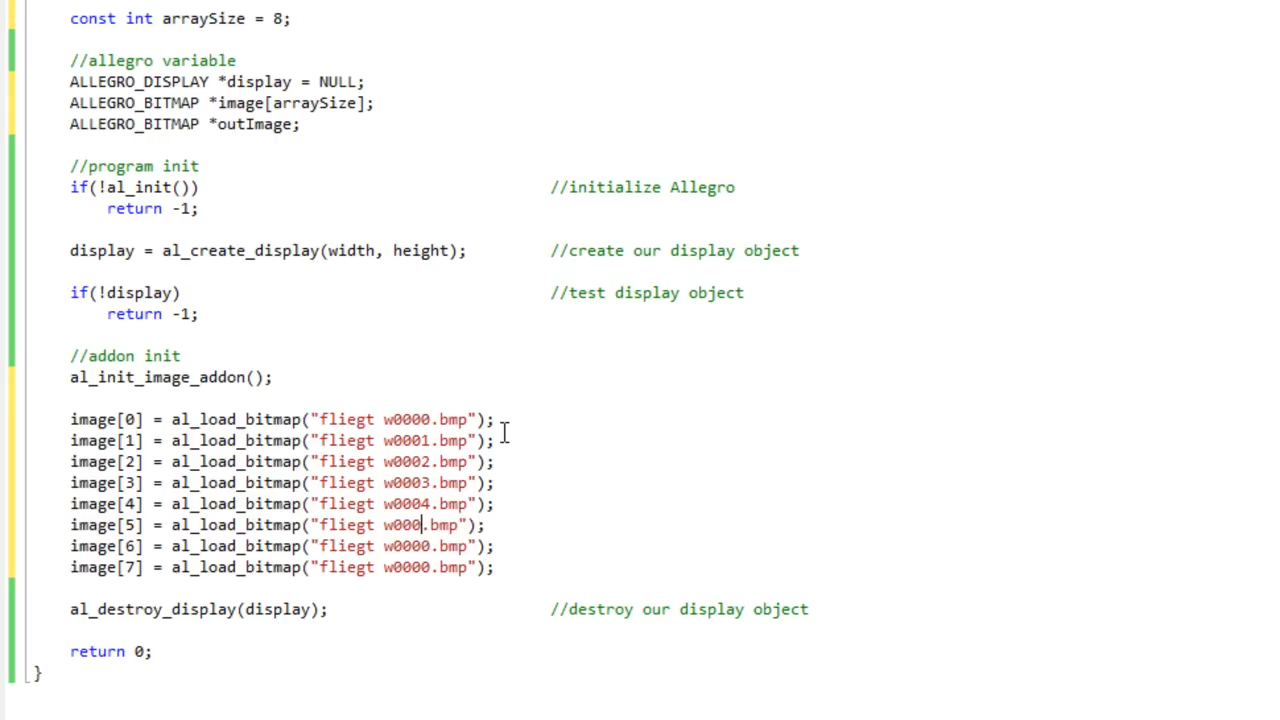 const int arraySize = 8;
//allegro variable
ALLEGRO_DISPLAY *display = NULL;
ALLEGRO_BITMAP *image[arraySize];
ALLEGRO_BITMAP *outImage;
//program init
if(!al_init()) //initialize Allegro
return -1;
display = al_create_display(width, height); //create our display object
if(!display) //test display object
return -1;
//addon init
al_init_image_addon();
image[0] = al_load_bitmap("fliegt w0000.bmp");
image[1] = al_load_bitmap("fliegt w0001.bmp");
image[2] = al_load_bitmap("fliegt w0002.bmp");
image[3] = al_load_bitmap("fliegt w0003.bmp");
image[4] = al_load_bitmap("fliegt w0004.bmp");
image[5] = al_load_bitmap("fliegt w000.bmp");
image[6] = al_load_bitmap("fliegt w0000.bmp");
image[7] = al_load_bitmap("fliegt w0000.bmp");
al_destroy_display(display); //destroy our display object
return 0;
}